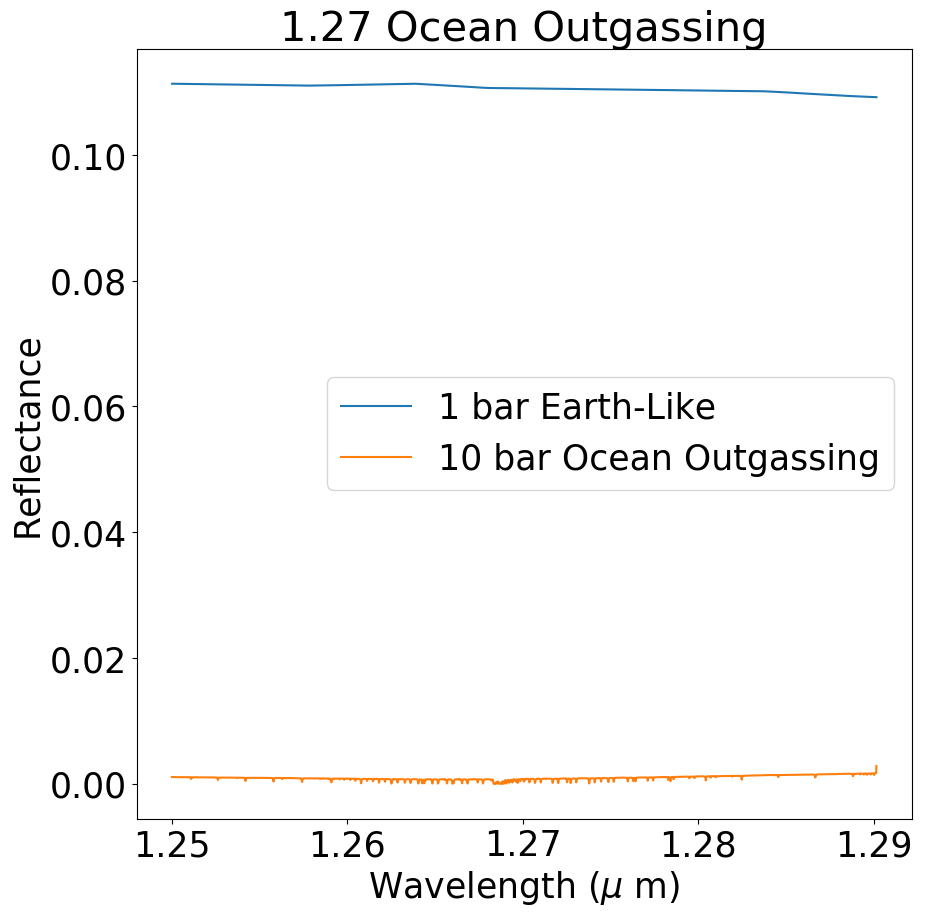 1.27 Ocean Outgassing
0.10
0.08
0.06
0.04
0.02
0.00
Reflectance
1 bar Earth-Like
10 bar Ocean Outgassing
1.25 1.26 1.27 1.28 1.29
Wavelength (μ m)